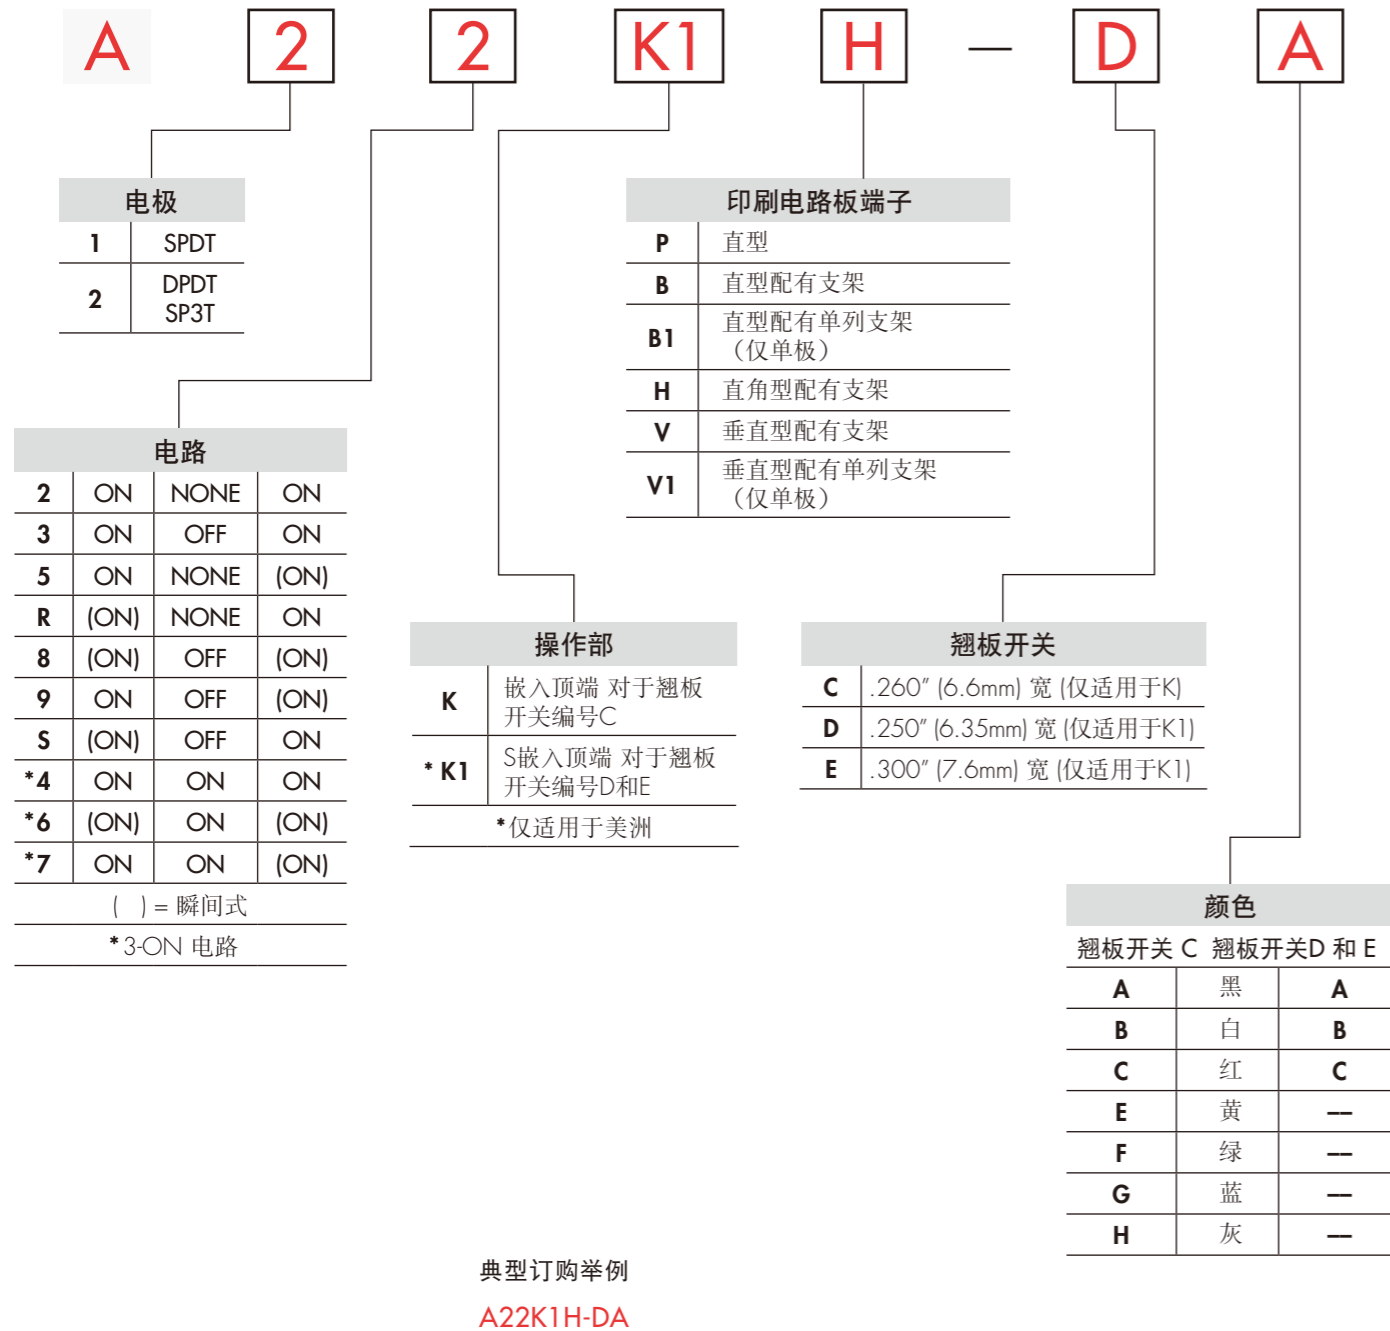 A 2 2 K1 H — D A
电极
1 SPDT
2 DPDT
SP3T
电路
2 ON NONE ON
3 ON OFF ON
5 ON NONE (ON)
R (ON) NONE ON
8 (ON) OFF (ON)
9 ON OFF (ON)
S (ON) OFF ON
*4 ON ON ON
*6 (ON) ON (ON)
*7 ON ON (ON)
( ) = 瞬间式
*3-ON 电路
操作部
K 嵌入顶端 对于翘板
开关编号C
* K1 S嵌入顶端 对于翘板
开关编号D和E
*仅适用于美洲
印刷电路板端子
P 直型
B 直型配有支架
B1 直型配有单列支架
（仅单极）
H 直角型配有支架
V 垂直型配有支架
V1 垂直型配有单列支架
（仅单极）
翘板开关
C .260" (6.6mm) 宽 (仅适用于K)
D .250" (6.35mm) 宽 (仅适用于K1)
E .300" (7.6mm) 宽 (仅适用于K1)
颜色
翘板开关 C 翘板开关D 和 E
A 黑 A
B 白 B
C 红 C
E 黄 —
F 绿 —
G 蓝 —
H 灰 —
典型订购举例
A22K1H-DA